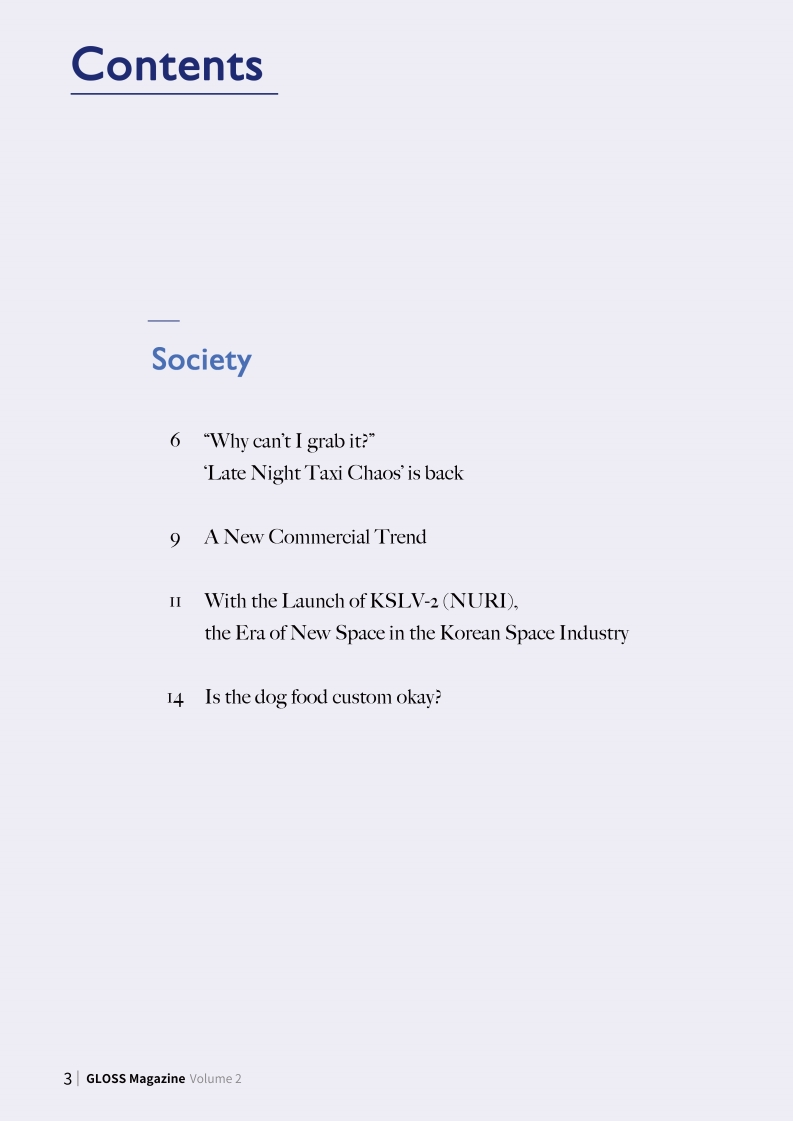 Contents
Society
6 “Why can’t I grab it?”
‘Late Night Taxi Chaos’ is back
9 A New Commercial Trend
11 With the Launch of KSLV-2 (NURI),
the Era of New Space in the Korean Space Industry
14 Is the dog food custom okay?
3 | GLOSS Magazine Volume 2